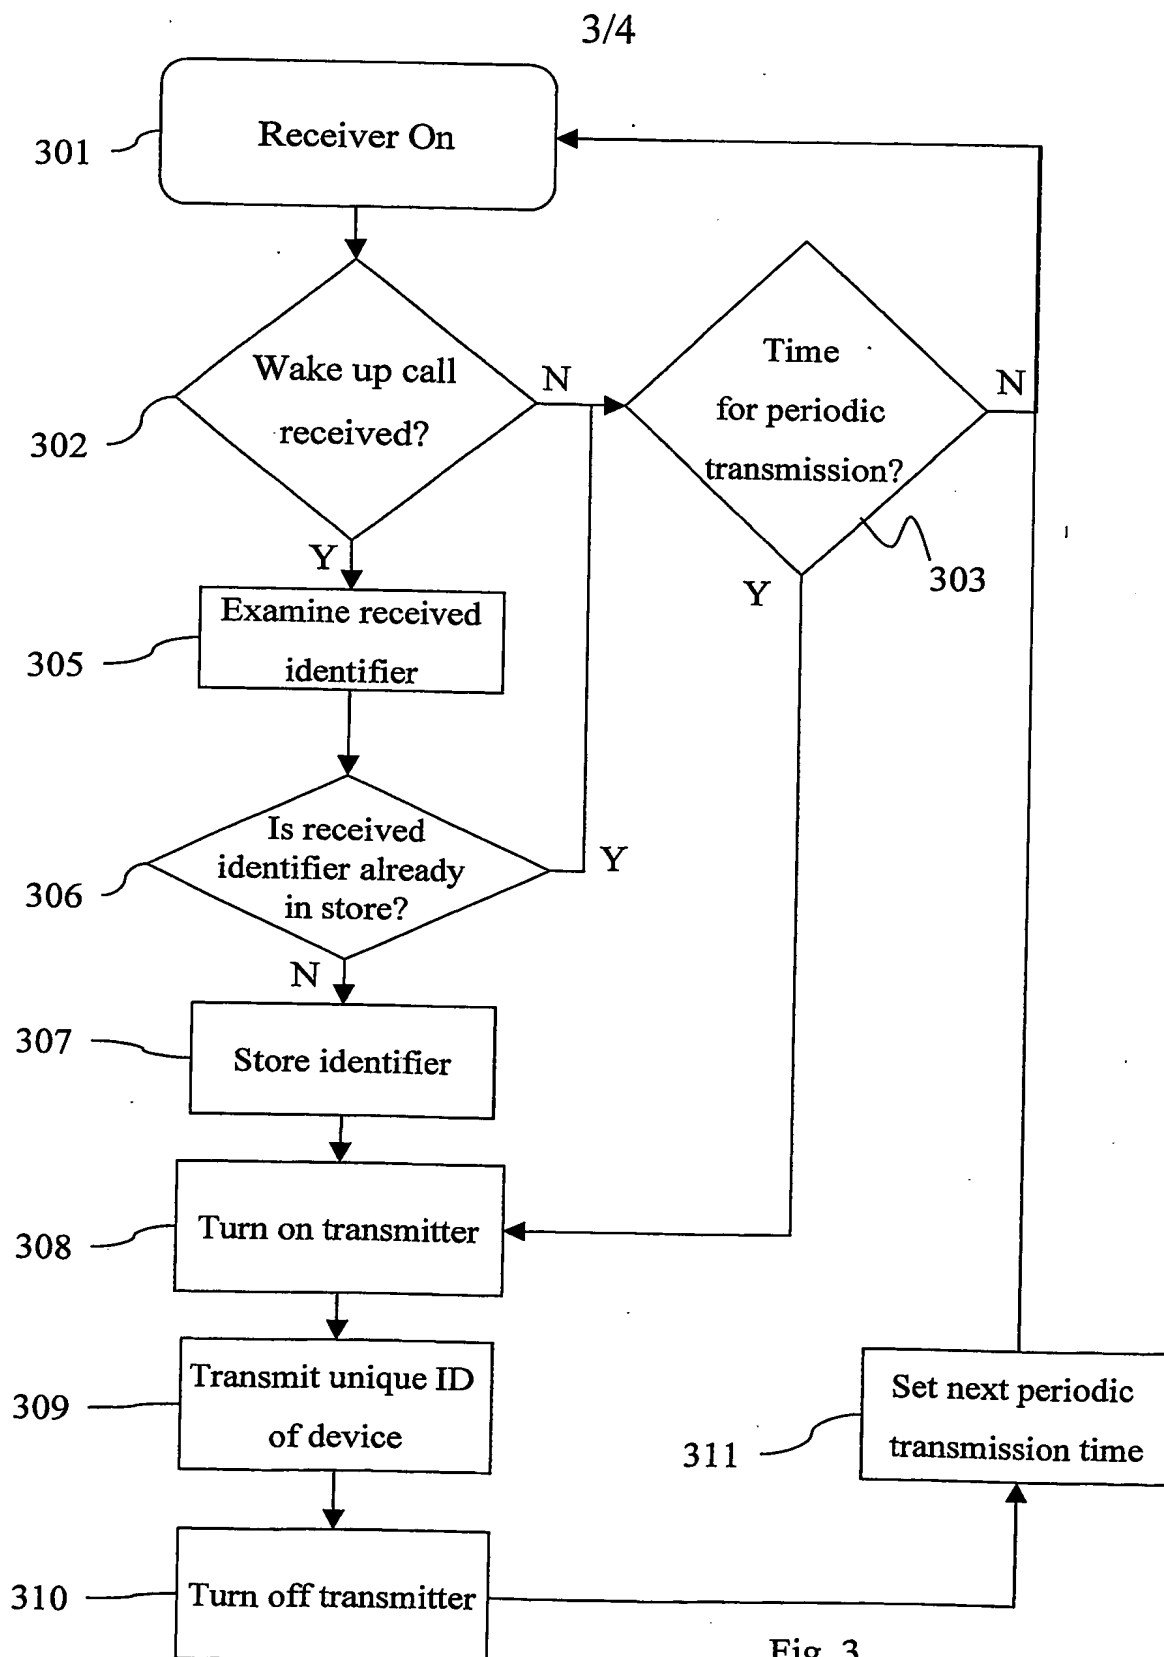 3/4
Receiver On
301
Wake up call
received?
N
302
Time
for periodic
transmission?
N
303
Y
Y
Examine received
identifier
305
Is received
identifier already
in store?
Y
306
N
307
Store identifier
308
Turn on transmitter
Transmit unique ID
of device
309
Set next periodic
transmission time
311
310
Turn off transmitter
Fig. 3